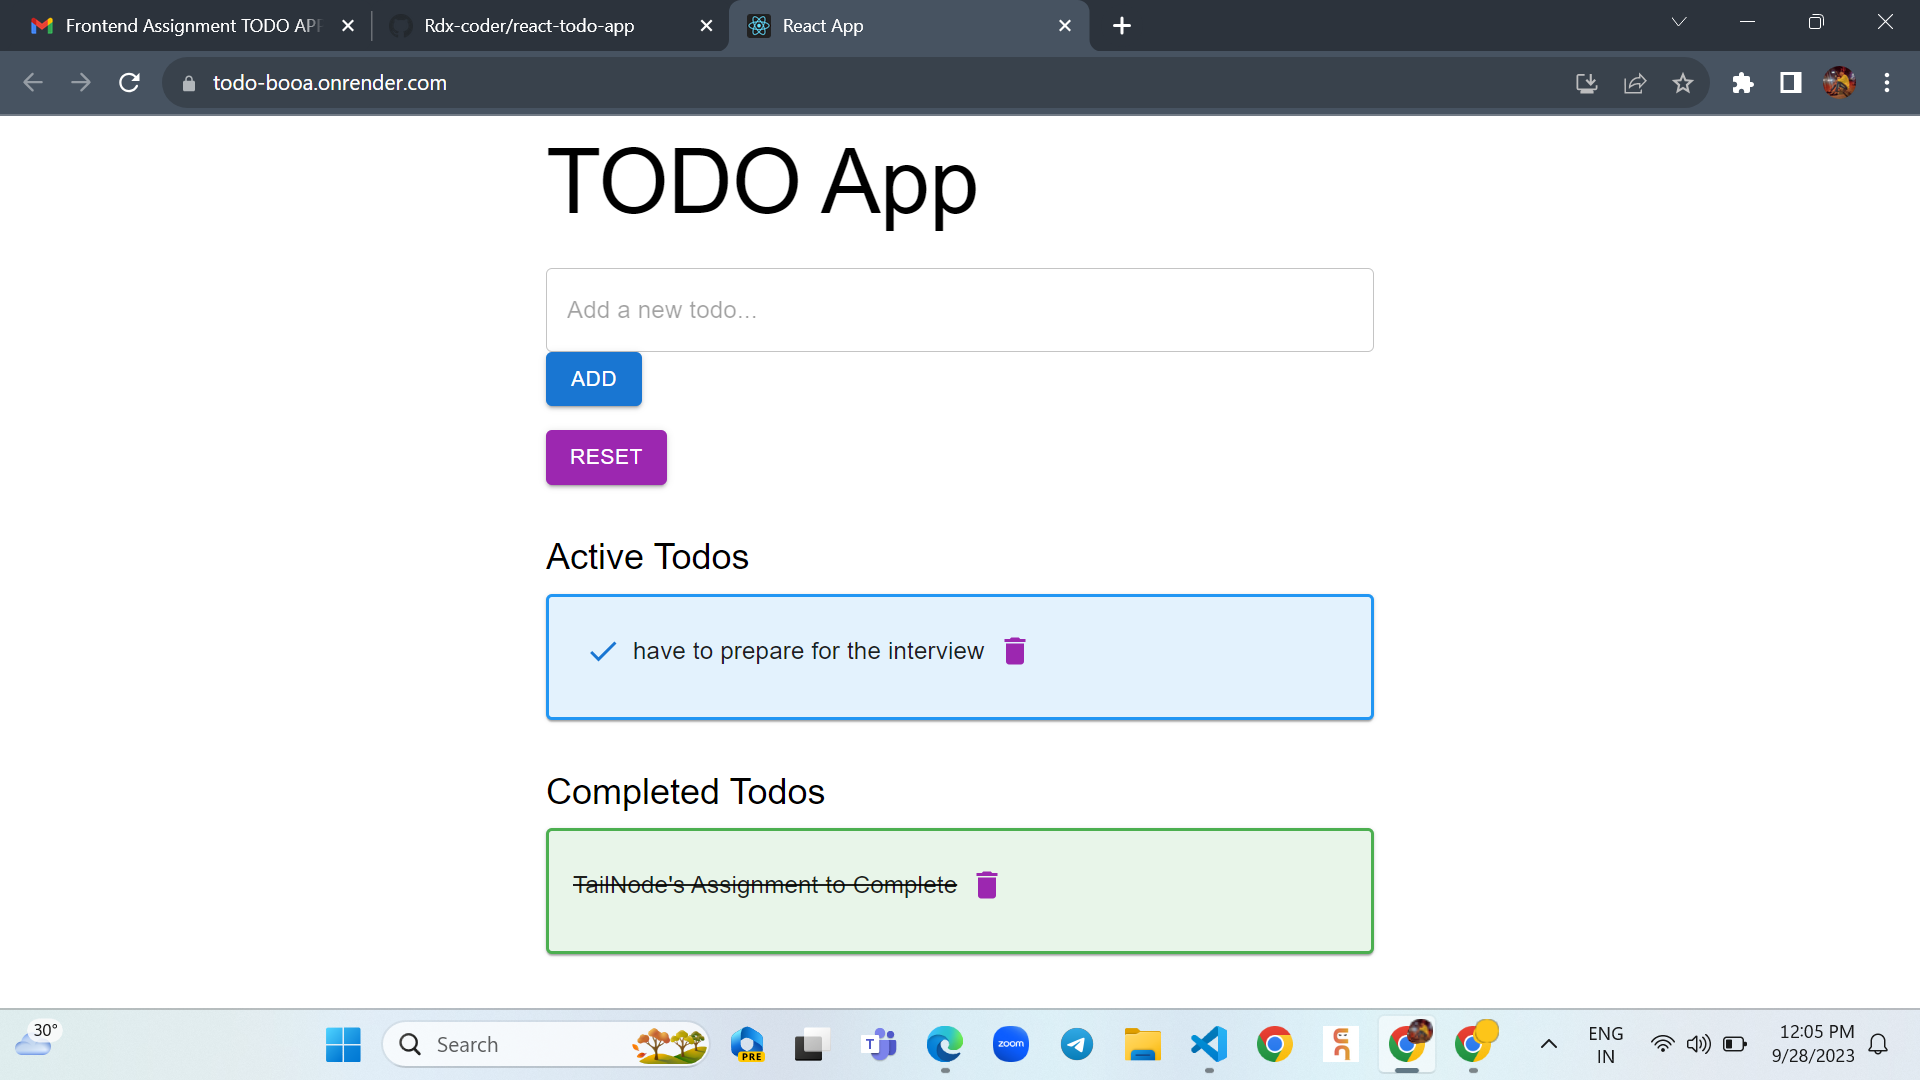 Frontend Assignment TODO AP
Rdx-coder/react-todo-app
React App
todo-booa.onrender.com
TODO App
Add a new todo...
ADD
RESET
Active Todos
have to prepare for the interview
Completed Todos
TailNode's Assignment to Complete
30°
Search
PRE
T
zoom
ENG
IN
12:05 PM
9/28/2023